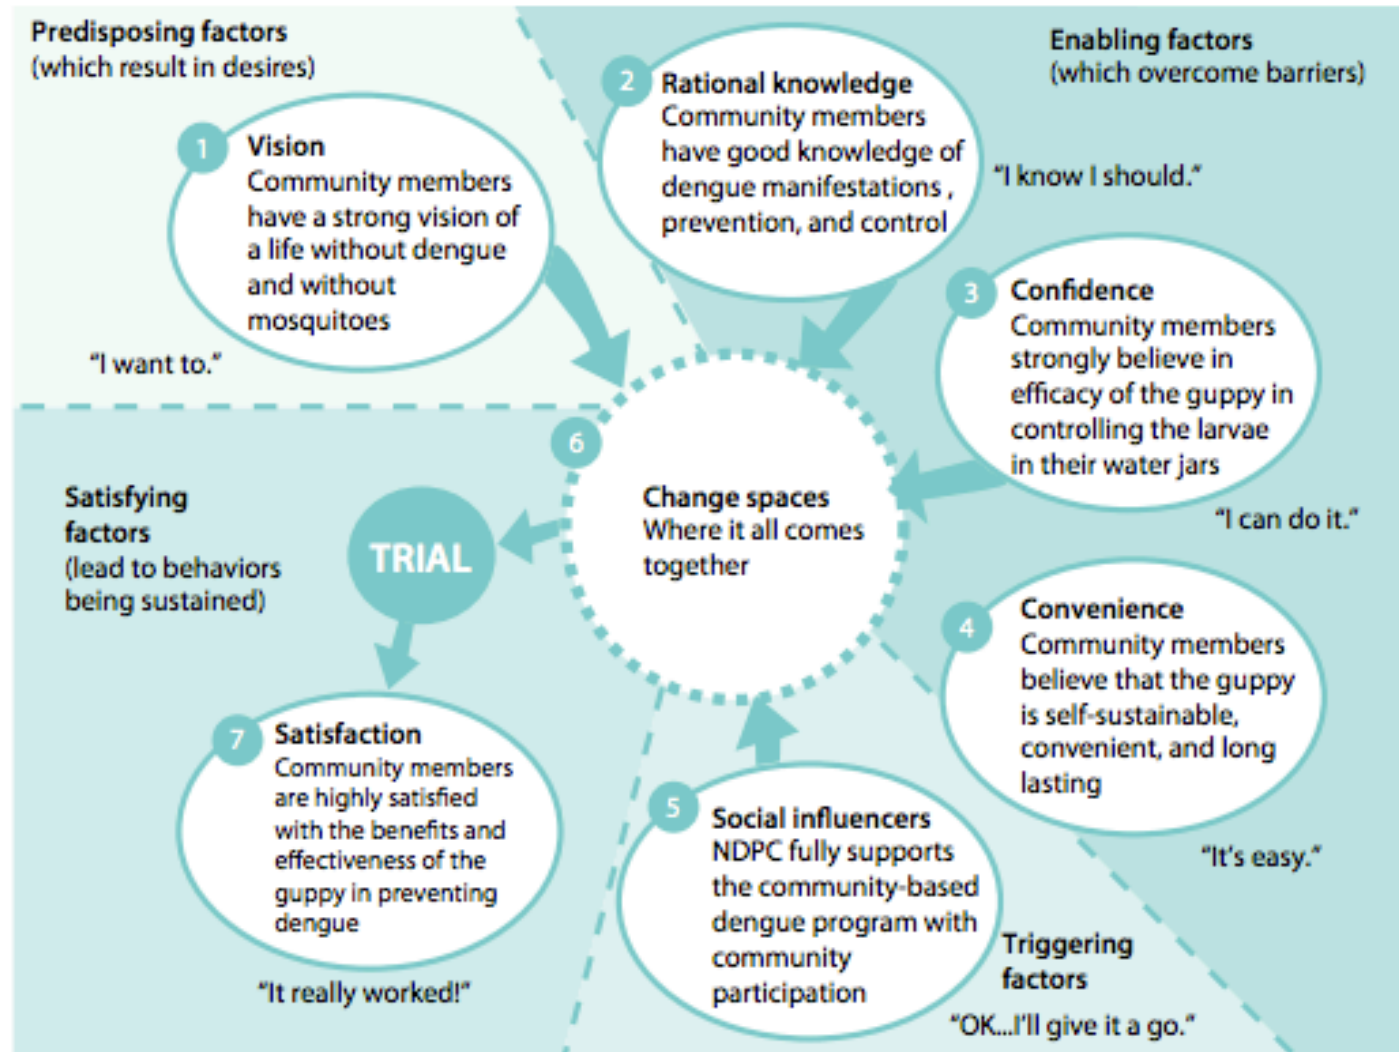 Predisposing factors
(which result in desires)
1
Vision
Community members
have a strong vision of
a life without dengue
and without
mosquitoes
“I want to.”
Enabling factors
(which overcome barriers)
2
Rational knowledge
Community members
have good knowledge of
dengue manifestations ,
prevention, and control
“I know I should.”
3
Confidence
Community members
strongly believe in
efficacy of the guppy in
controlling the larvae
in their water jars
“I can do it.”
4
Convenience
Community members
believe that the guppy
is self-sustainable,
convenient, and long
lasting
“It’s easy.”
5
Social influencers
NDPC fully supports
the community-based
dengue program with
community
participation
Triggering
factors
“OK...I’ll give it a go.”
6
Change spaces
Where it all comes
together
Satisfying
factors
(lead to behaviors
being sustained)
TRIAL
7
Satisfaction
Community members
are highly satisfied
with the benefits and
effectiveness of the
guppy in preventing
dengue
“It really worked!”